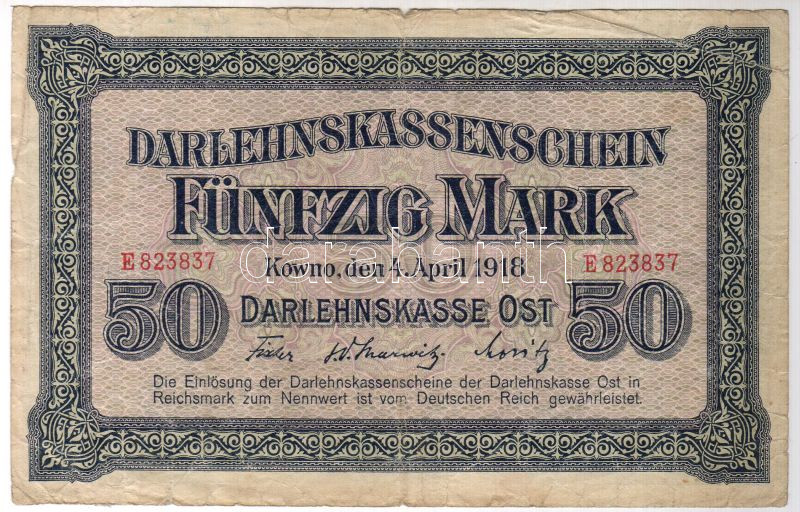 DARLEHNSKASSENSCHEIN
FÜNFZIG MARK
E 823837 E 823837
darabanth
Kowno, den 4. April 1918
50 DARLEHNSKASSE OST 50
Die Einlösung der Darlehnskassenscheine der Darlehnskasse Ost in
Reichsmark zum Nennwert ist vom Deutschen Reich gewährleistet.